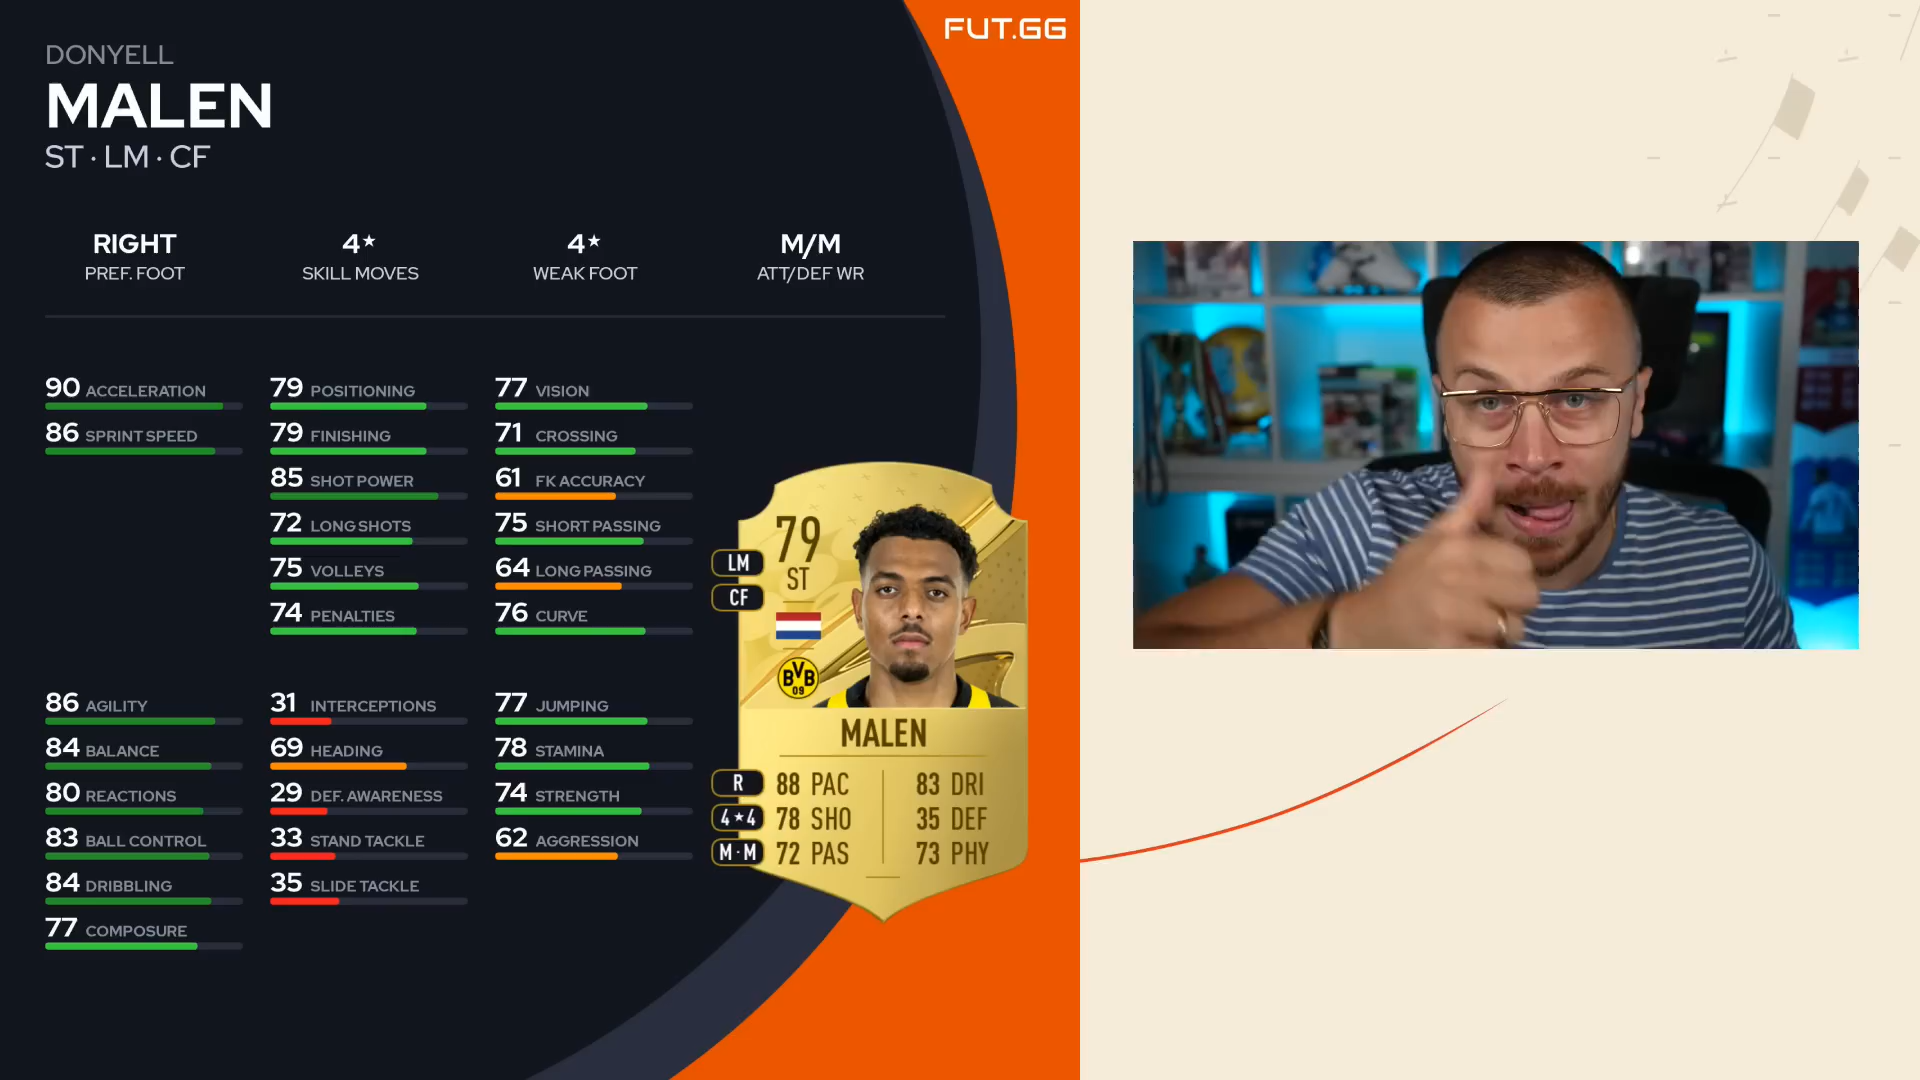 FUT.GG
DONYELL
MALEN
ST · LM · CF
RIGHT
PREF. FOOT
4★
SKILL MOVES
4★
WEAK FOOT
M/M
ATT/DEF WR
90 ACCELERATION
86 SPRINT SPEED
79 POSITIONING
79 FINISHING
85 SHOT POWER
72 LONG SHOTS
75 VOLLEYS
74 PENALTIES
77 VISION
71 CROSSING
61 FK ACCURACY
75 SHORT PASSING
64 LONG PASSING
76 CURVE
86 AGILITY
84 BALANCE
80 REACTIONS
83 BALL CONTROL
84 DRIBBLING
77 COMPOSURE
31 INTERCEPTIONS
69 HEADING
29 DEF. AWARENESS
33 STAND TACKLE
35 SLIDE TACKLE
77 JUMPING
78 STAMINA
74 STRENGTH
62 AGGRESSION
79
ST
LM
CF
BVB
09
MALEN
R
4★4
M·M
88 PAC
78 SHO
72 PAS
83 DRI
35 DEF
73 PHY